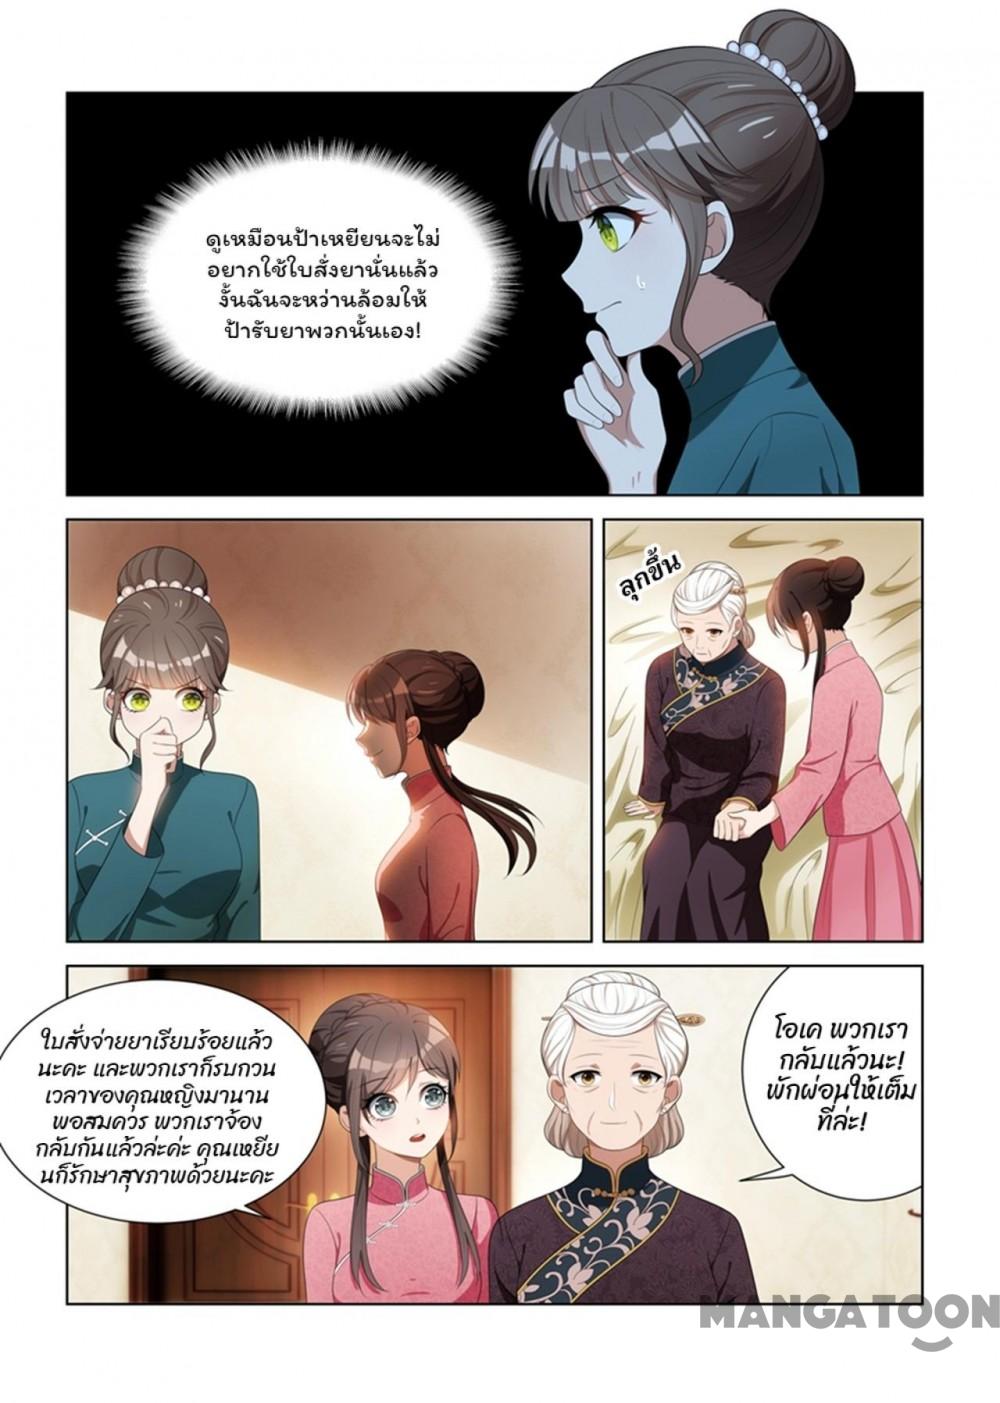 ดูเหมือนป้าเหยียนจะไม่
อยากใช้ใบสั่งยานั่นแล้ว
งั้นฉันจะหว่านล้อมให้
ป้ารับยาพวกนั้นเอง!
ลุกขึ้น
ใบสั่งจ่ายยาเรียบร้อยแล้ว
นะคะ และพวกเราก็รบกวน
เวลาของคุณหญิงมานาน
พอสมควร พวกเราจ้อง
กลับกันแล้วล่ะค่ะ คุณเหยีย
นก็รักษาสุขภาพด้วยนะคะ
โอเค พวกเรา
กลับแล้วนะ!
พักผ่อนให้เต็ม
ที่ล่ะ!
MANGATOON